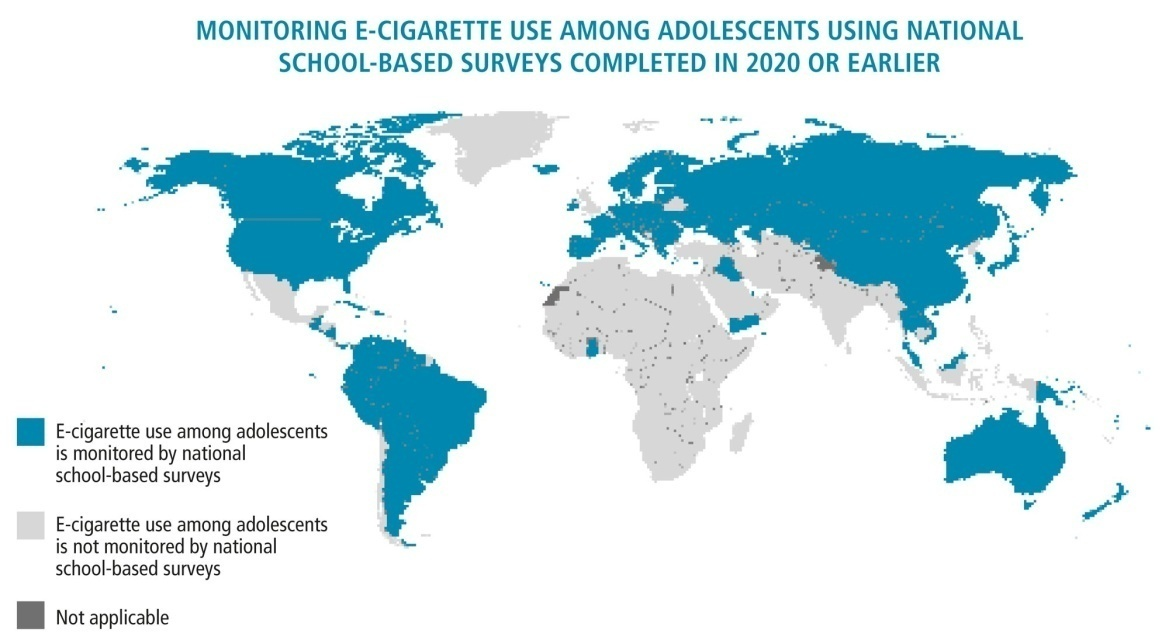 MONITORING E-CIGARETTE USE AMONG ADOLESCENTS USING NATIONAL
SCHOOL-BASED SURVEYS COMPLETED IN 2020 OR EARLIER
E-cigarette use among adolescents
is monitored by national
school-based surveys
E-cigarette use among adolescents
is not monitored by national
school-based surveys
Not applicable